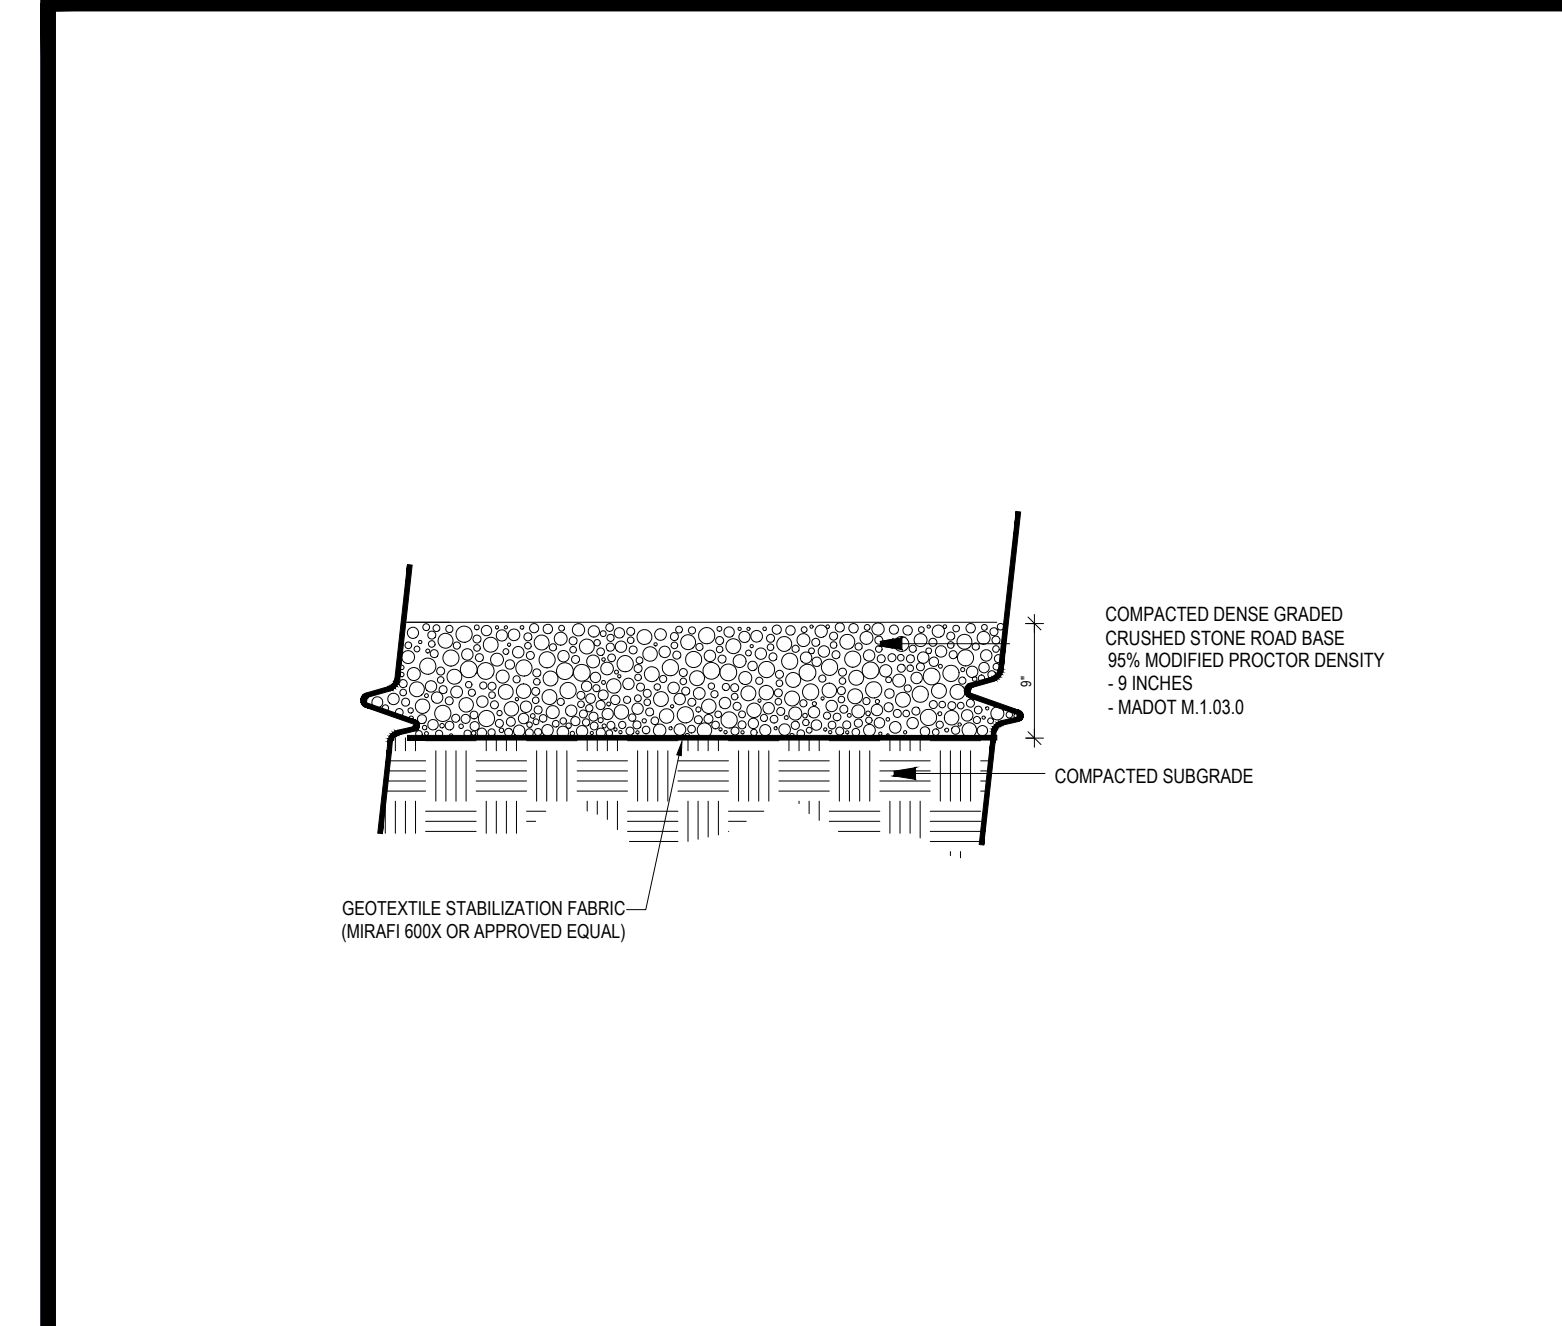 COMPACTED DENSE GRADED
CRUSHED STONE ROAD BASE
95% MODIFIED PROCTOR DENSITY
- 9 INCHES
- MADOT M.1.03.0
9"
COMPACTED SUBGRADE
GEOTEXTILE STABILIZATION FABRIC
(MIRAFI 600X OR APPROVED EQUAL)